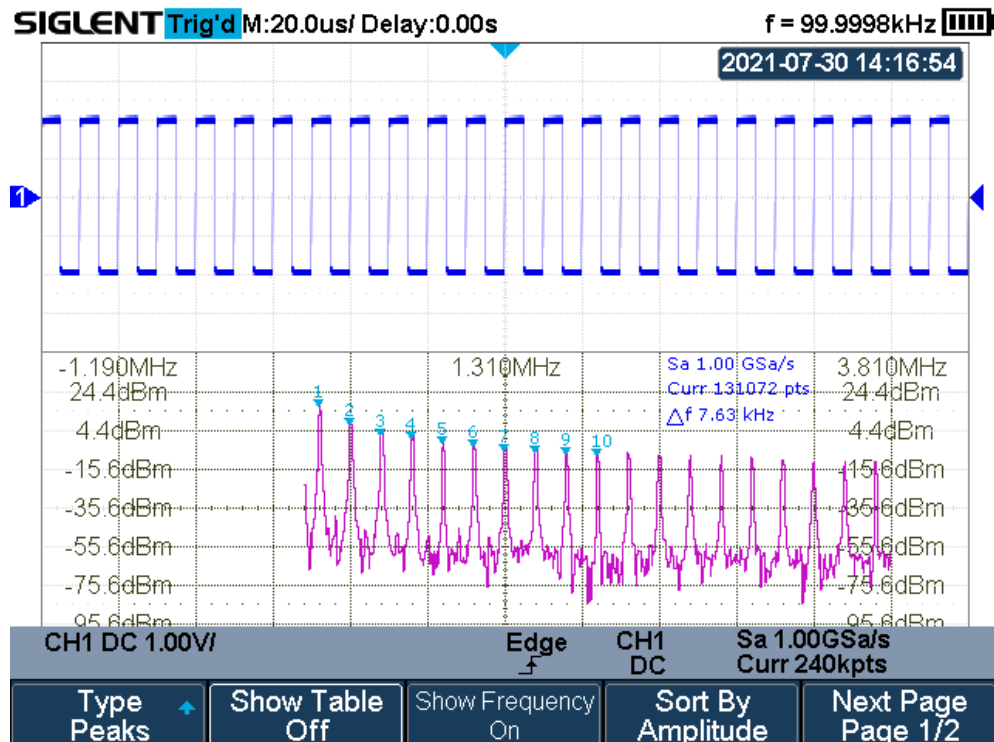 SIGLENT Trig'd M:20.0us/ Delay:0.00s f = 99.9998kHz
2021-07-30 14:16:54
1
-1.190MHz 1.310MHz Sa 1.00 GSa/s 3.810MHz
24.4dBm Curr 131072 pts 24.4dBm
△f 7.63 kHz
1 2 3 4 5 6 7 8 9 10
4.4dBm 4.4dBm
-15.6dBm -15.6dBm
-35.6dBm -35.6dBm
-55.6dBm -55.6dBm
-75.6dBm -75.6dBm
95.6dBm 95.6dBm
CH1 DC 1.00V/ Edge CH1 Sa 1.00GSa/s
DC Curr 240kpts
Type Show Table Show Frequency Sort By Next Page
Peaks Off On Amplitude Page 1/2